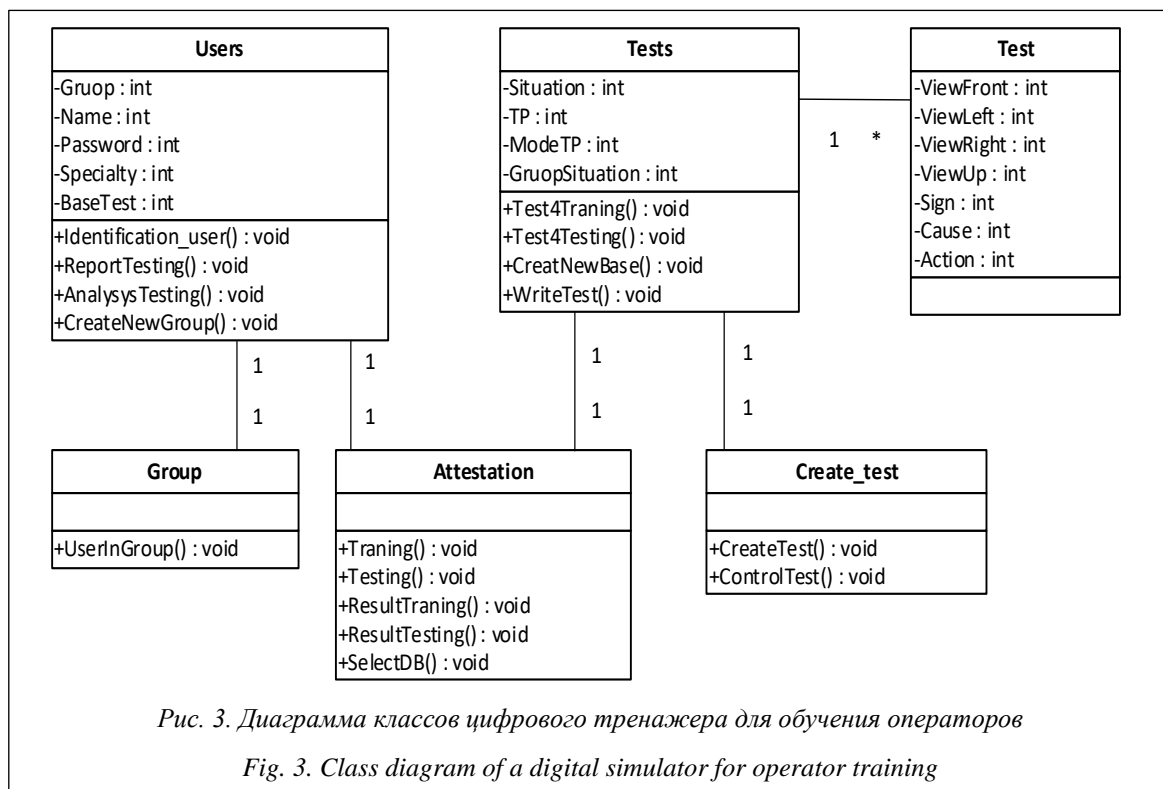 Users
-Gruop : int
-Name : int
-Password : int
-Specialty : int
-BaseTest : int
+Identification_user() : void
+ReportTesting() : void
+AnalysysTesting() : void
+CreateNewGroup() : void
Tests
-Situation : int
-TP : int
-ModeTP : int
-GruopSituation : int
+Test4Traning() : void
+Test4Testing() : void
+CreatNewBase() : void
+WriteTest() : void
Test
-ViewFront : int
-ViewLeft : int
-ViewRight : int
-ViewUp : int
-Sign : int
-Cause : int
-Action : int
1 *
1 1 1 1
1 1 1 1
Group
+UserInGroup() : void
Attestation
+Traning() : void
+Testing() : void
+ResultTraning() : void
+ResultTesting() : void
+SelectDB() : void
Create_test
+CreateTest() : void
+ControlTest() : void
Рис. 3. Диаграмма классов цифрового тренажера для обучения операторов
Fig. 3. Class diagram of a digital simulator for operator training